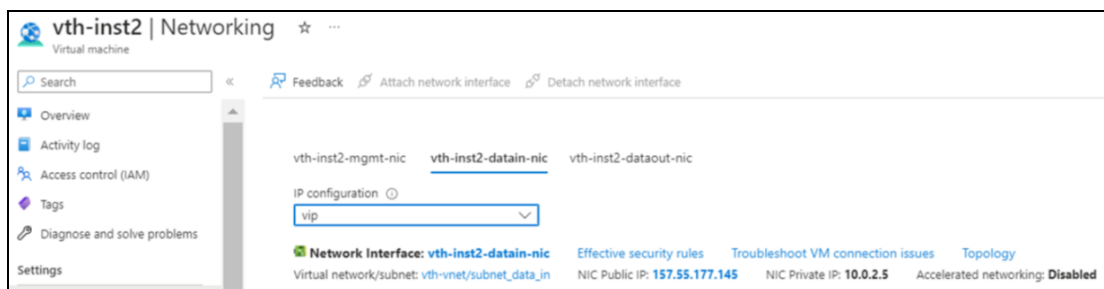 vth-inst2 | Networking ☆ ···
Virtual machine
Search «
Feedback Attach network interface Detach network interface
Overview
Activity log
Access control (IAM)
Tags
Diagnose and solve problems
Settings
vth-inst2-mgmt-nic vth-inst2-datain-nic vth-inst2-dataout-nic
IP configuration
vip
Network Interface: vth-inst2-datain-nic Effective security rules Troubleshoot VM connection issues Topology
Virtual network/subnet: vth-vnet/subnet_data_in NIC Public IP: 157.55.177.145 NIC Private IP: 10.0.2.5 Accelerated networking: Disabled